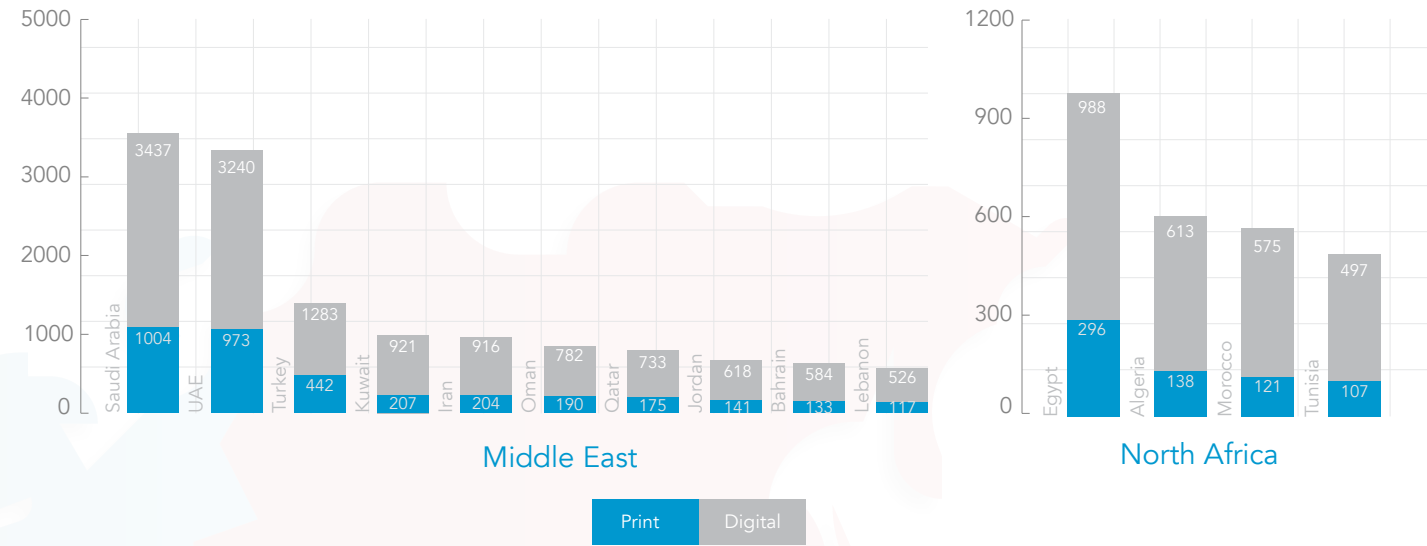 5000
4000
3000
2000
1000
0
Saudi Arabia
3437
1004
UAE
3240
973
Turkey
1283
442
Kuwait
921
207
Iran
916
204
Oman
782
190
Qatar
733
175
Jordan
618
141
Bahrain
584
133
Lebanon
526
117
Middle East
1200
900
600
300
0
Egypt
988
296
Algeria
613
138
Morocco
575
121
Tunisia
497
107
North Africa
Print Digital